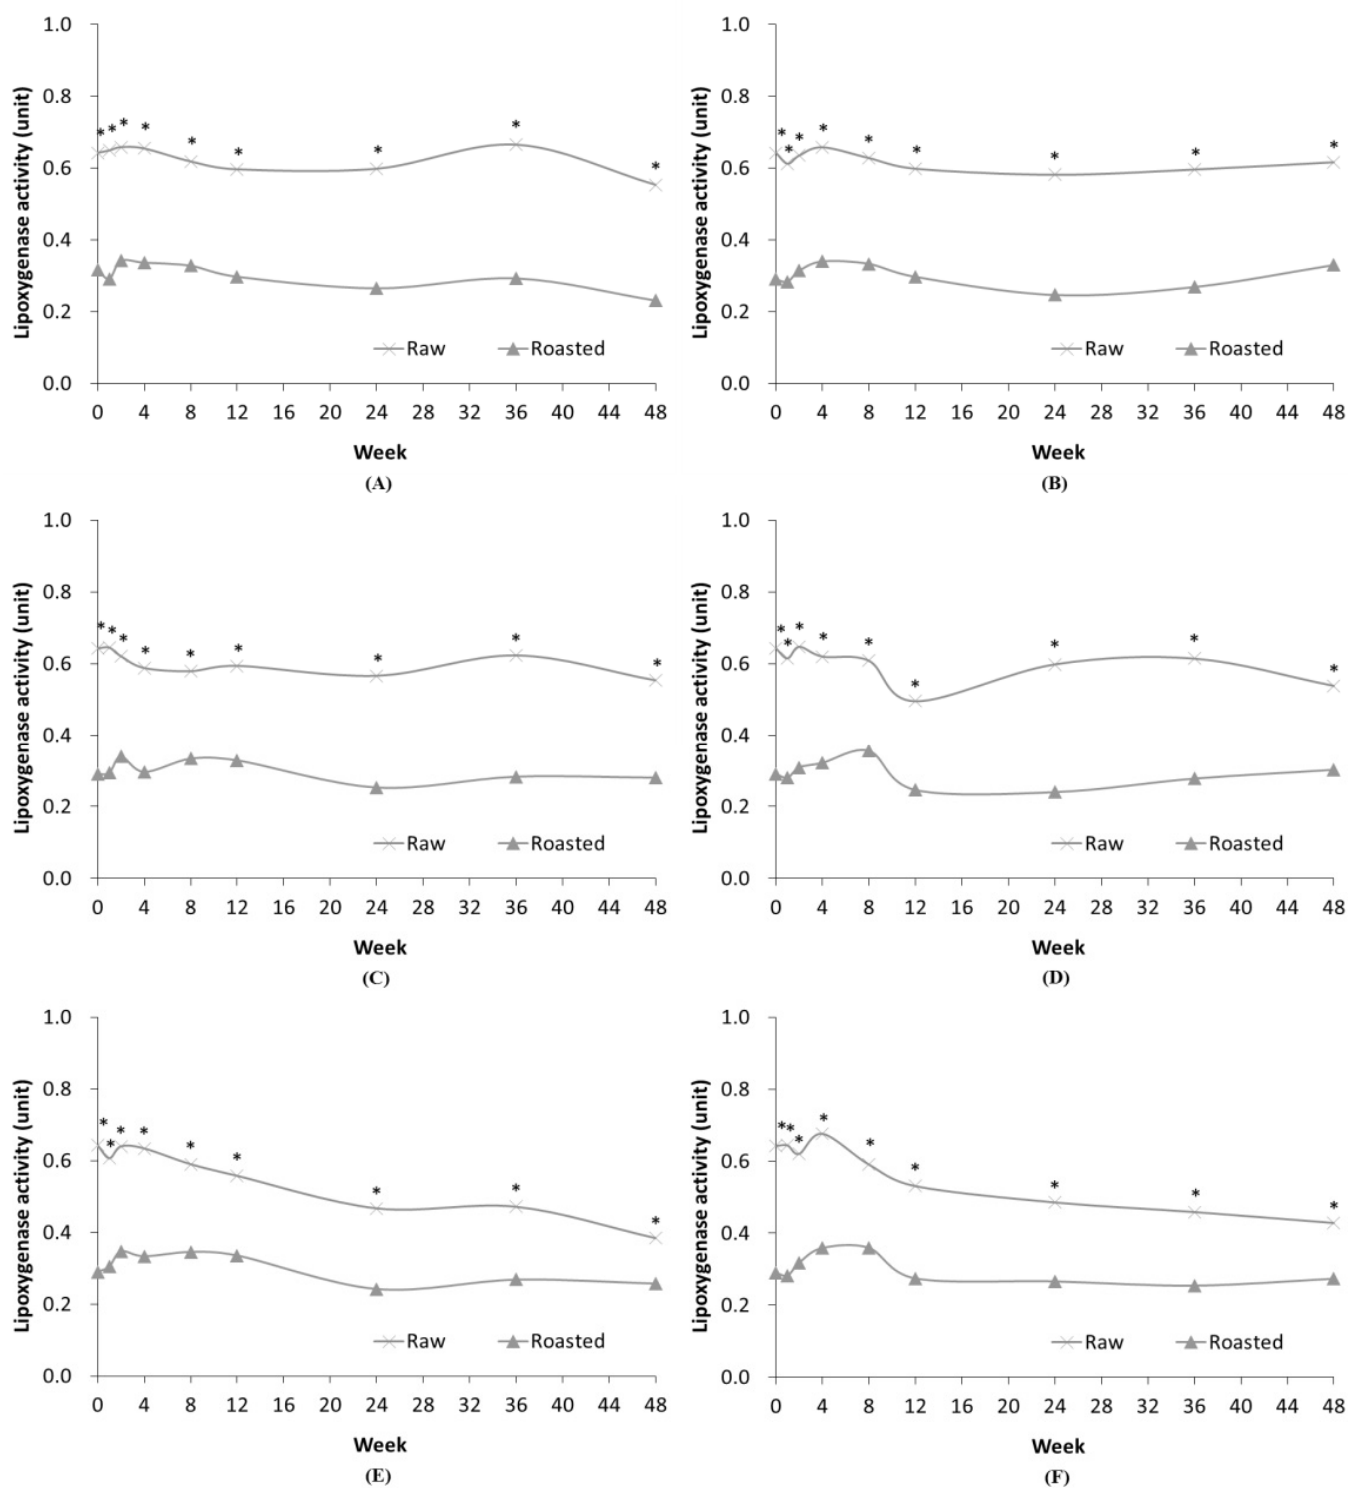 1.0
0.8
0.6
0.4
0.2
0.0
Lipoxygenase activity (unit)
* * * * * * * * *
Raw Roasted
0 4 8 12 16 20 24 28 32 36 40 44 48
Week
(A)
1.0
0.8
0.6
0.4
0.2
0.0
Lipoxygenase activity (unit)
* * * * * * * * *
Raw Roasted
0 4 8 12 16 20 24 28 32 36 40 44 48
Week
(B)
1.0
0.8
0.6
0.4
0.2
0.0
Lipoxygenase activity (unit)
* * * * * * * * *
Raw Roasted
0 4 8 12 16 20 24 28 32 36 40 44 48
Week
(C)
1.0
0.8
0.6
0.4
0.2
0.0
Lipoxygenase activity (unit)
* * * * * * * * *
Raw Roasted
0 4 8 12 16 20 24 28 32 36 40 44 48
Week
(D)
1.0
0.8
0.6
0.4
0.2
0.0
Lipoxygenase activity (unit)
* * * * * * * * *
Raw Roasted
0 4 8 12 16 20 24 28 32 36 40 44 48
Week
(E)
1.0
0.8
0.6
0.4
0.2
0.0
Lipoxygenase activity (unit)
* * * * * * * * *
Raw Roasted
0 4 8 12 16 20 24 28 32 36 40 44 48
Week
(F)